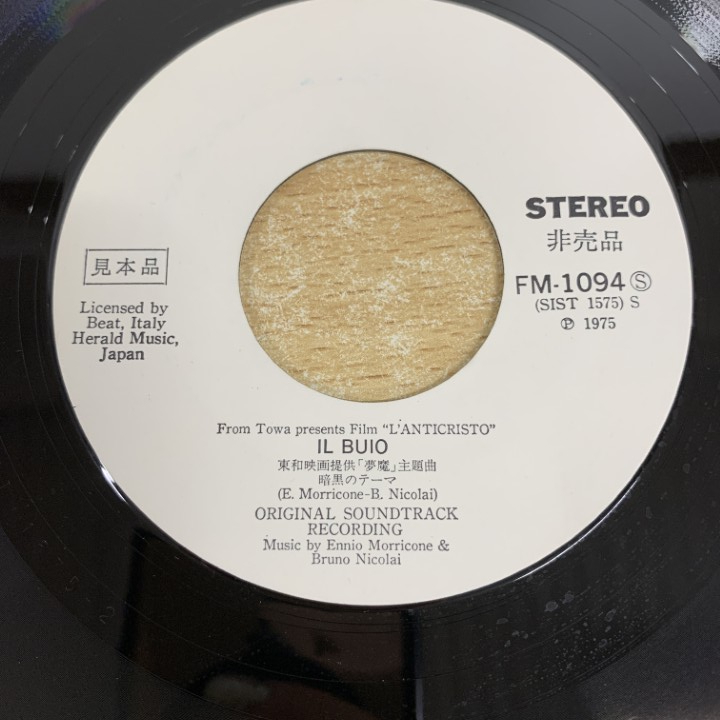 STEREO
非売品
FM-1094 Ⓢ
(SIST 1575) S
Ⓟ 1975
見本品
Licensed by
Beat, Italy
Herald Music,
Japan
From Towa presents Film “L'ANTICRISTO”
IL BUIO
東和映画提供「夢魔」主題曲
暗黒のテーマ
(E. Morricone-B. Nicolai)
ORIGINAL SOUNDTRACK
RECORDING
Music by Ennio Morricone &
Bruno Nicolai